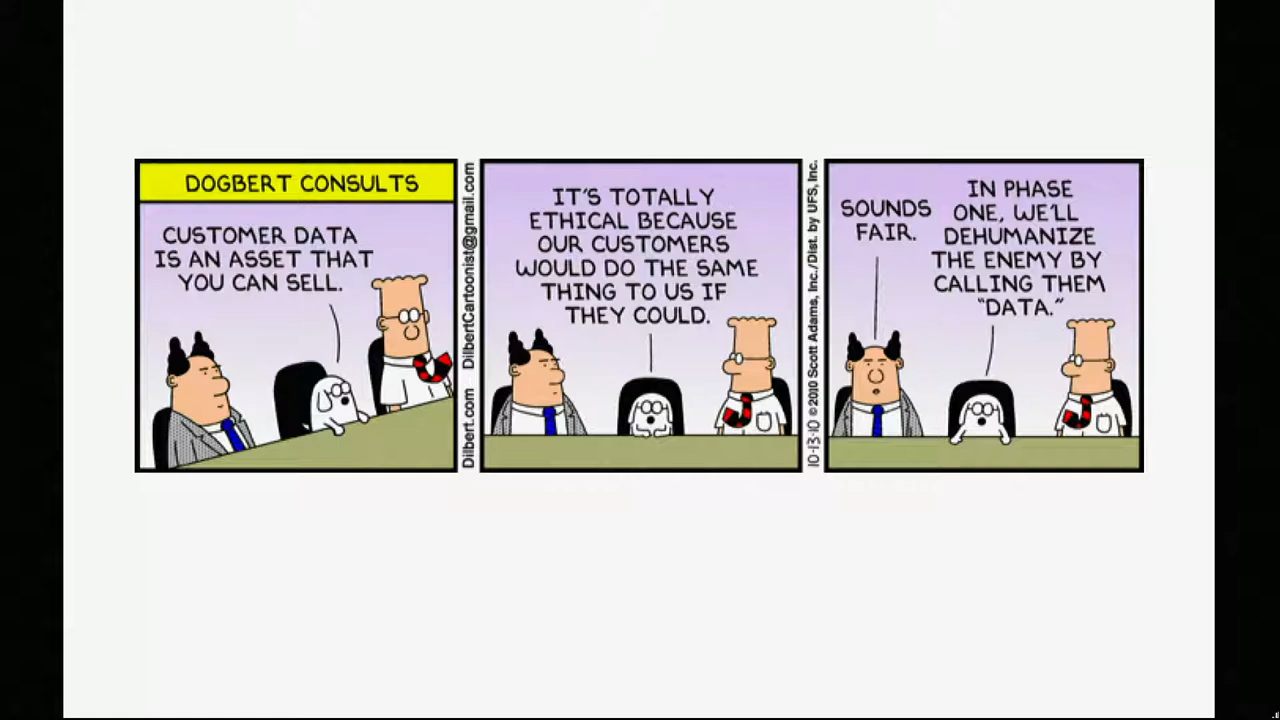 DOGBERT CONSULTS
CUSTOMER DATA
IS AN ASSET THAT
YOU CAN SELL.
Dilbert.com DilbertCartoonist@gmail.com
IT'S TOTALLY
ETHICAL BECAUSE
OUR CUSTOMERS
WOULD DO THE SAME
THING TO US IF
THEY COULD.
10-13-10 ©2010 Scott Adams, Inc./Dist. by UFS, Inc.
SOUNDS
FAIR.
IN PHASE
ONE, WE'LL
DEHUMANIZE
THE ENEMY BY
CALLING THEM
"DATA."